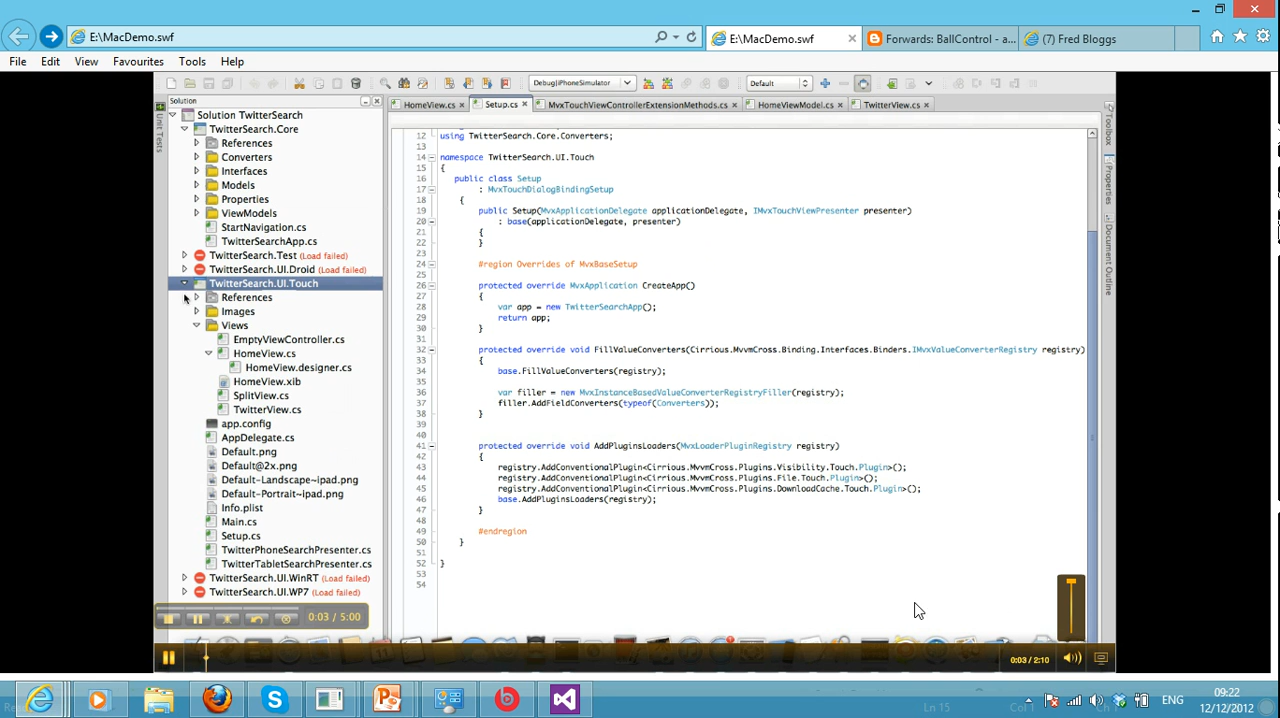 E:\MacDemo.swf
E:\MacDemo.swf
Forwards: BallControl - a...
(7) Fred Bloggs
File Edit View Favourites Tools Help
Debug|iPhoneSimulator
Default
Solution
HomeView.cs
Setup.cs
MvxTouchViewControllerExtensionMethods.cs
HomeViewModel.cs
TwitterView.cs
Unit Tests
Toolbox
Properties
Document Outline
Solution TwitterSearch
TwitterSearch.Core
References
Converters
Interfaces
Models
Properties
ViewModels
StartNavigation.cs
TwitterSearchApp.cs
TwitterSearch.Test (Load failed)
TwitterSearch.UI.Droid (Load failed)
TwitterSearch.UI.Touch
References
Images
Views
EmptyViewController.cs
HomeView.cs
HomeView.designer.cs
HomeView.xib
SplitView.cs
TwitterView.cs
app.config
AppDelegate.cs
Default.png
Default@2x.png
Default-Landscape~ipad.png
Default-Portrait~ipad.png
Info.plist
Main.cs
Setup.cs
TwitterPhoneSearchPresenter.cs
TwitterTabletSearchPresenter.cs
TwitterSearch.UI.WinRT (Load failed)
TwitterSearch.UI.WP7 (Load failed)
12 using TwitterSearch.Core.Converters;
13
14 namespace TwitterSearch.UI.Touch
15 {
16 public class Setup
17 : MvxTouchDialogBindingSetup
18 {
19 public Setup(MvxApplicationDelegate applicationDelegate, IMvxTouchViewPresenter presenter)
20 : base(applicationDelegate, presenter)
21 {
22 }
23
24 #region Overrides of MvxBaseSetup
25
26 protected override MvxApplication CreateApp()
27 {
28 var app = new TwitterSearchApp();
29 return app;
30 }
31
32 protected override void FillValueConverters(Cirrious.MvvmCross.Binding.Interfaces.Binders.IMvxValueConverterRegistry registry)
33 {
34 base.FillValueConverters(registry);
35
36 var filler = new MvxInstanceBasedValueConverterRegistryFiller(registry);
37 filler.AddFieldConverters(typeof(Converters));
38 }
39
40
41 protected override void AddPluginsLoaders(MvxLoaderPluginRegistry registry)
42 {
43 registry.AddConventionalPlugin<Cirrious.MvvmCross.Plugins.Visibility.Touch.Plugin>();
44 registry.AddConventionalPlugin<Cirrious.MvvmCross.Plugins.File.Touch.Plugin>();
45 registry.AddConventionalPlugin<Cirrious.MvvmCross.Plugins.DownloadCache.Touch.Plugin>();
46 base.AddPluginsLoaders(registry);
47 }
48
49 #endregion
50 }
51
52 }
53
54
0:03 / 5:00
0:03 / 2:10
ENG
09:22
12/12/2012
Ln 15
Col 1